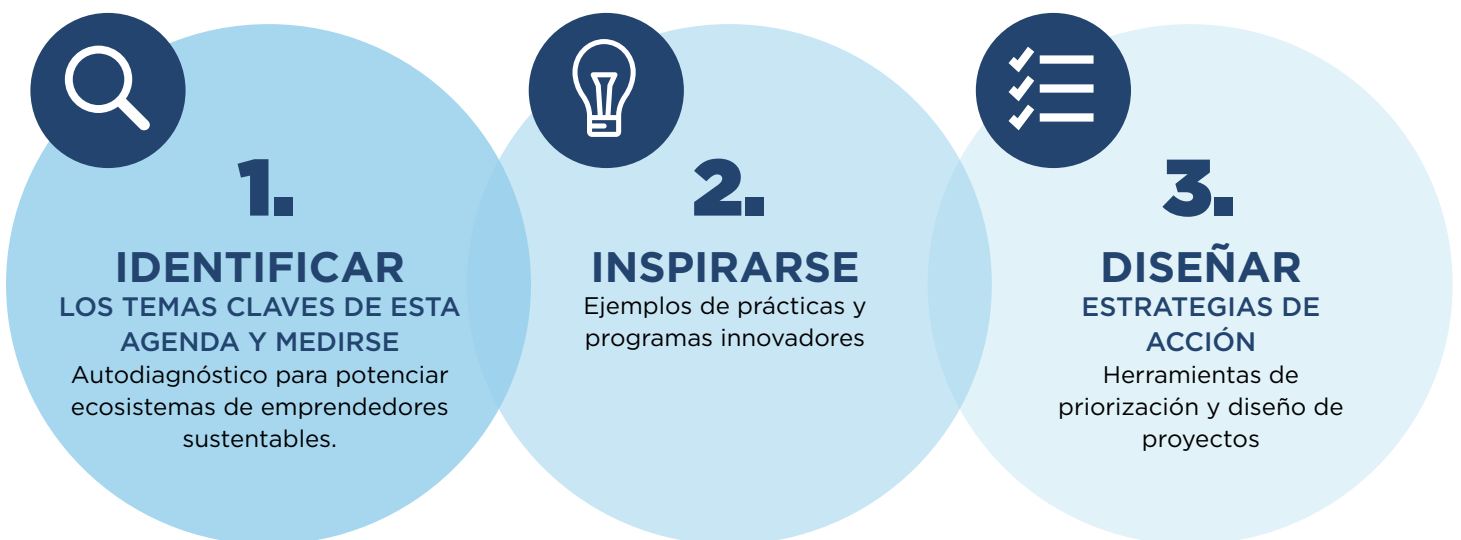 1.
IDENTIFICAR
LOS TEMAS CLAVES DE ESTA
AGENDA Y MEDIRSE
Autodiagnóstico para potenciar
ecosistemas de emprendedores
sustentables.
2.
INSPIRARSE
Ejemplos de prácticas y
programas innovadores
3.
DISEÑAR
ESTRATEGIAS DE
ACCIÓN
Herramientas de
priorización y diseño de
proyectos